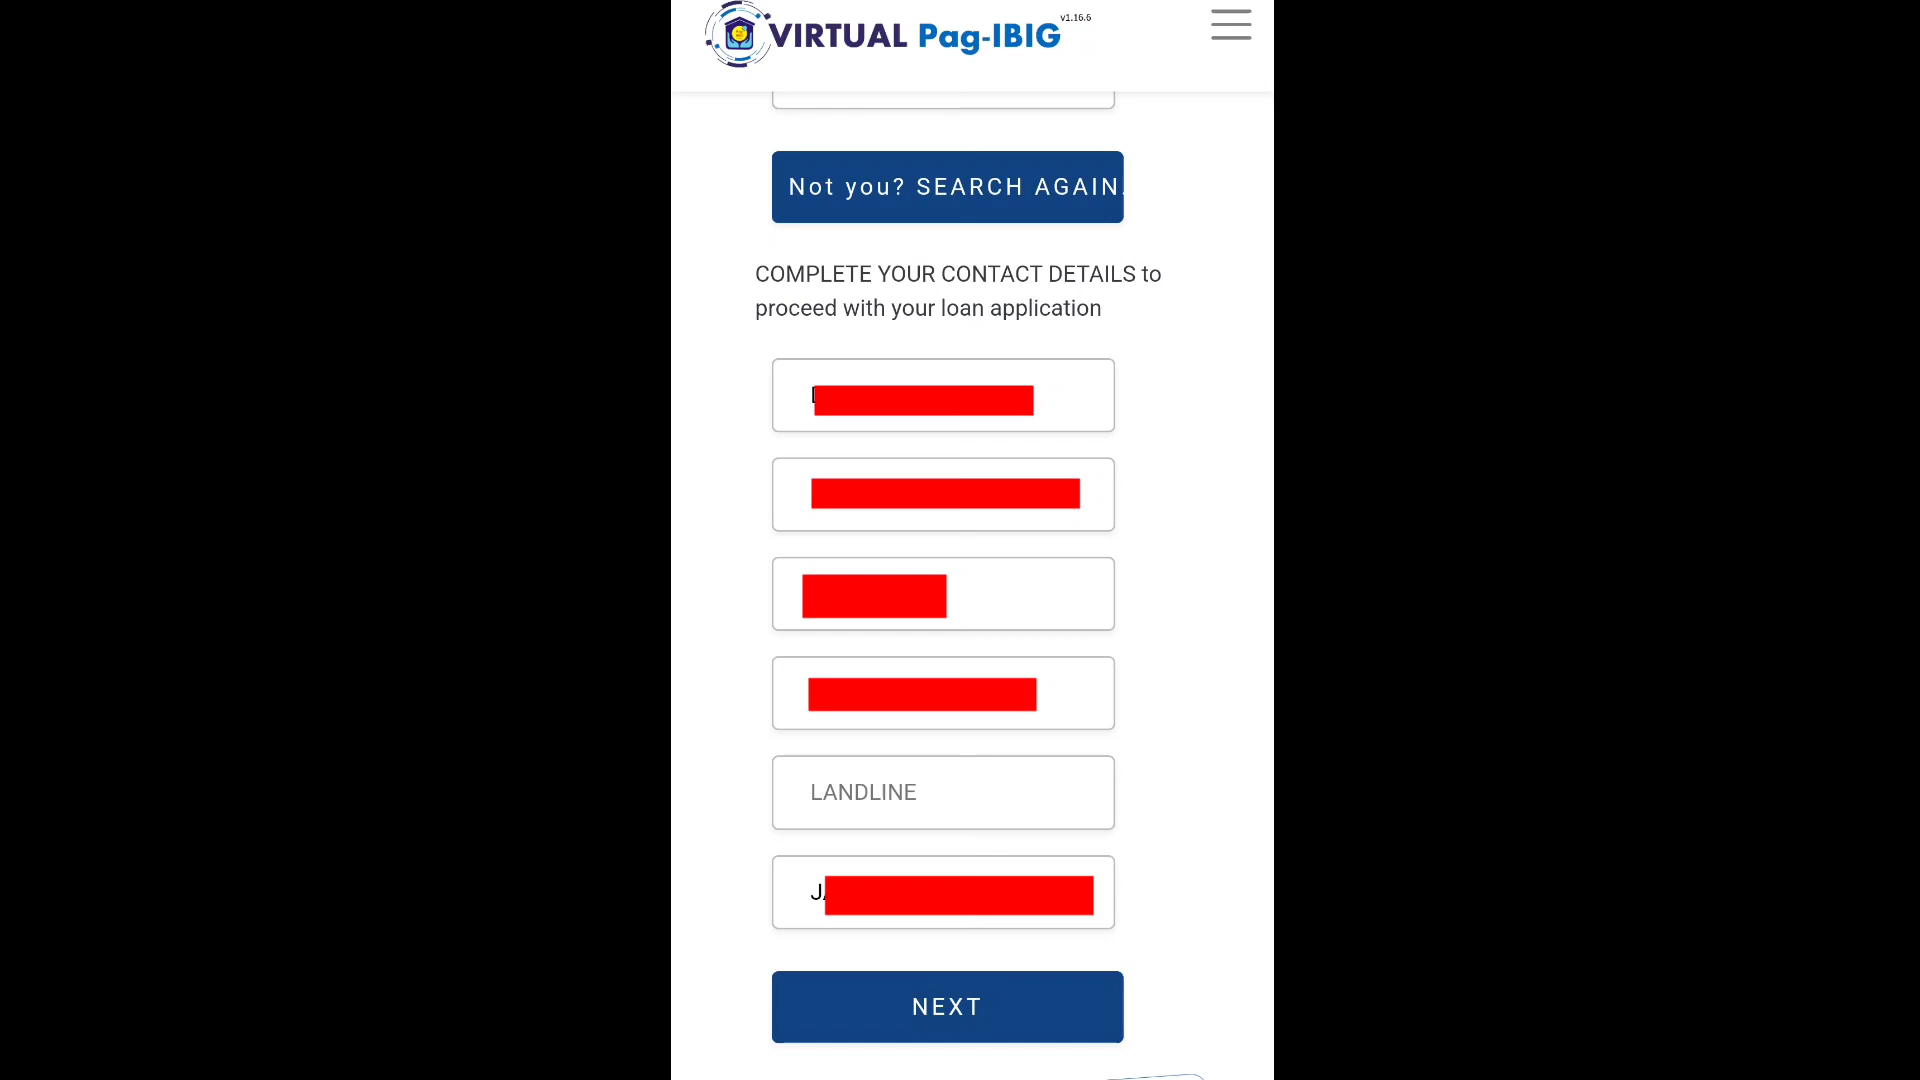 VIRTUAL Pag-IBIG v1.16.6
Not you? SEARCH AGAIN.
COMPLETE YOUR CONTACT DETAILS to
proceed with your loan application
LANDLINE
NEXT